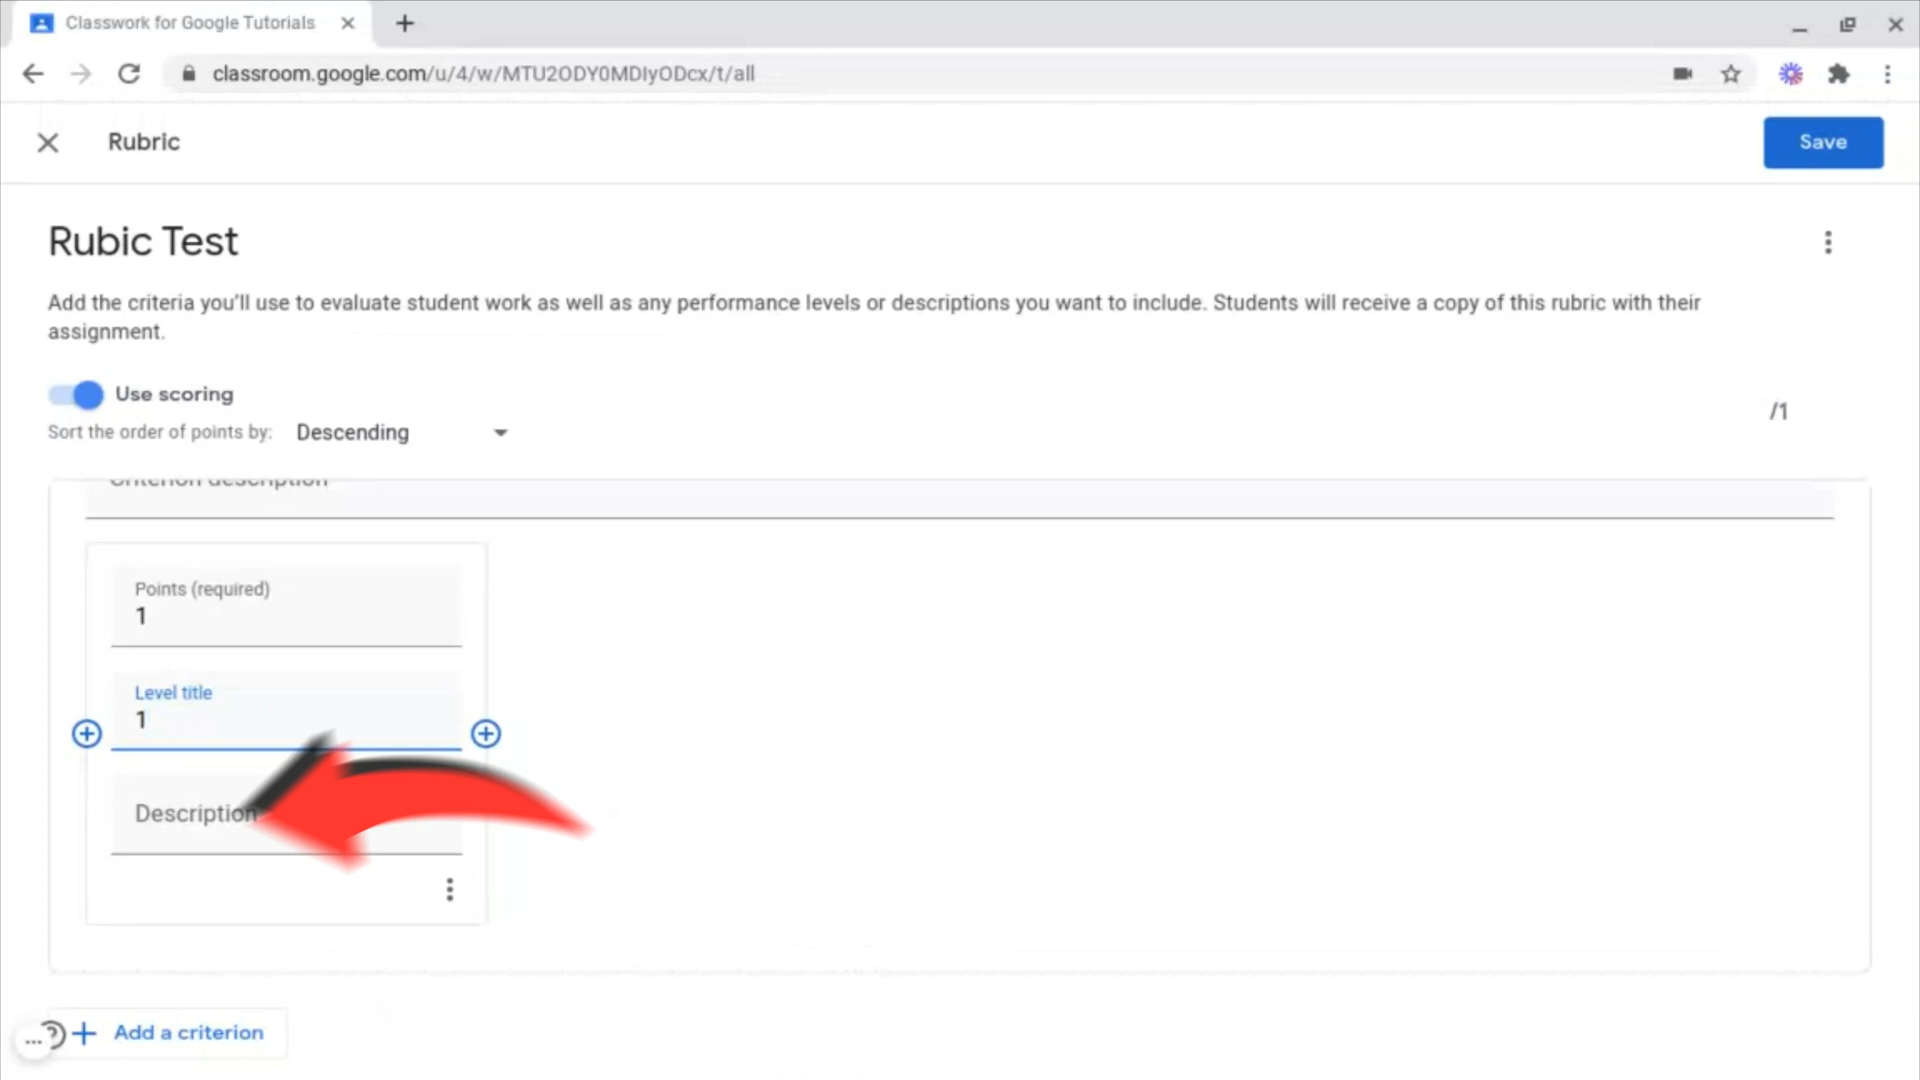 Classwork for Google Tutorials
classroom.google.com/u/4/w/MTU2ODY0MDIyODcx/t/all
Rubric
Save
Rubic Test
Add the criteria you'll use to evaluate student work as well as any performance levels or descriptions you want to include. Students will receive a copy of this rubric with their
assignment.
Use scoring
/1
Sort the order of points by: Descending
Criterion description
Points (required)
1
Level title
1
Description
? + Add a criterion